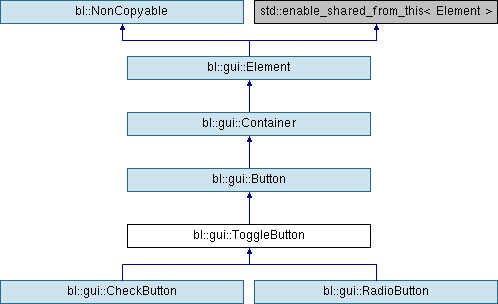 bl::NonCopyable
std::enable_shared_from_this< Element >
bl::gui::Element
bl::gui::Container
bl::gui::Button
bl::gui::ToggleButton
bl::gui::CheckButton
bl::gui::RadioButton